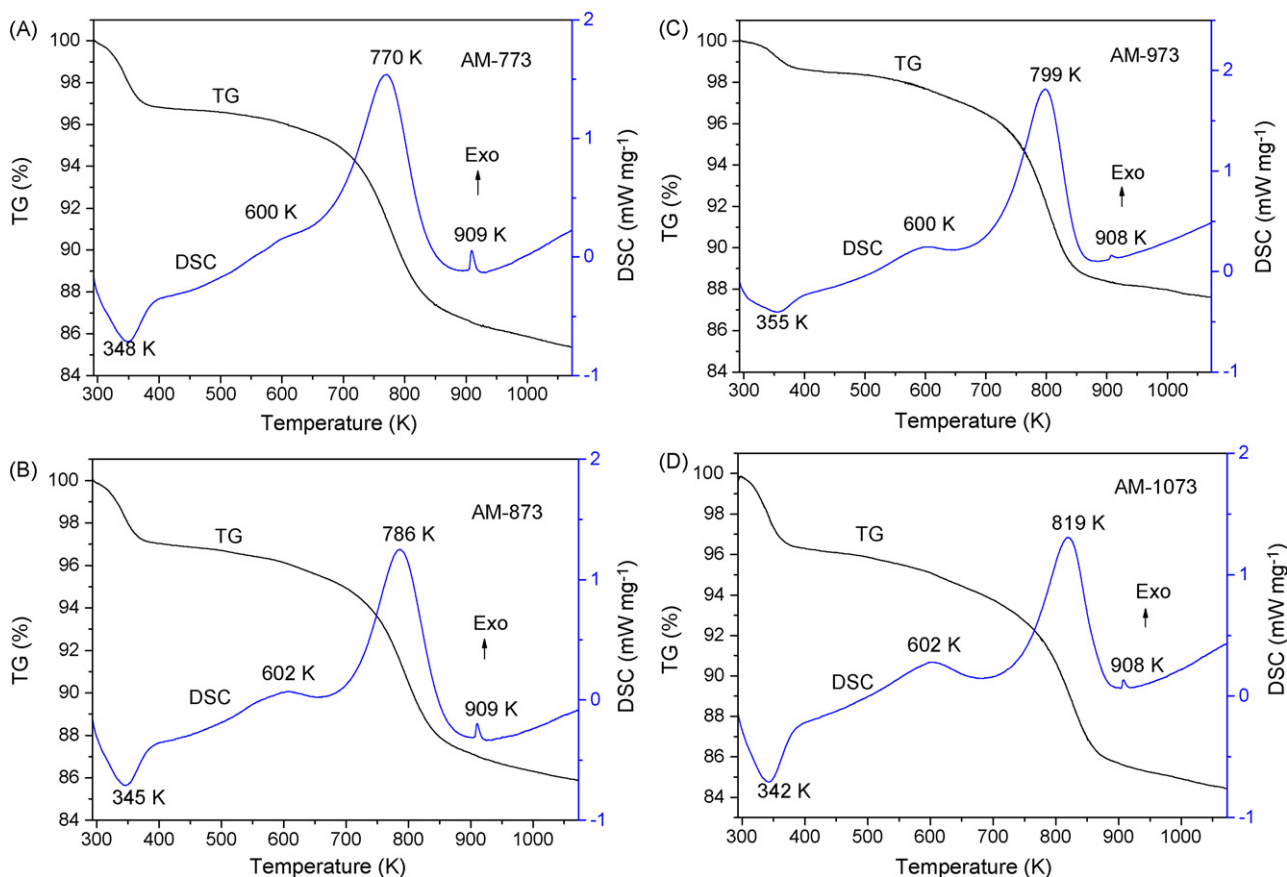 (A)
AM-773
770 K
TG
Exo
600 K
909 K
DSC
348 K
100
98
96
94
92
90
88
86
84
TG (%)
2
1
0
-1
DSC (mW mg-1)
300 400 500 600 700 800 900 1000
Temperature (K)
(C)
AM-973
799 K
TG
Exo
600 K
908 K
DSC
355 K
100
98
96
94
92
90
88
86
84
TG (%)
2
1
0
-1
DSC (mW mg-1)
300 400 500 600 700 800 900 1000
Temperature (K)
(B)
AM-873
786 K
TG
Exo
602 K
909 K
DSC
345 K
100
98
96
94
92
90
88
86
84
TG (%)
2
1
0
-1
DSC (mW mg-1)
300 400 500 600 700 800 900 1000
Temperature (K)
(D)
AM-1073
819 K
TG
Exo
602 K
908 K
DSC
342 K
100
98
96
94
92
90
88
86
84
TG (%)
2
1
0
-1
DSC (mW mg-1)
300 400 500 600 700 800 900 1000
Temperature (K)